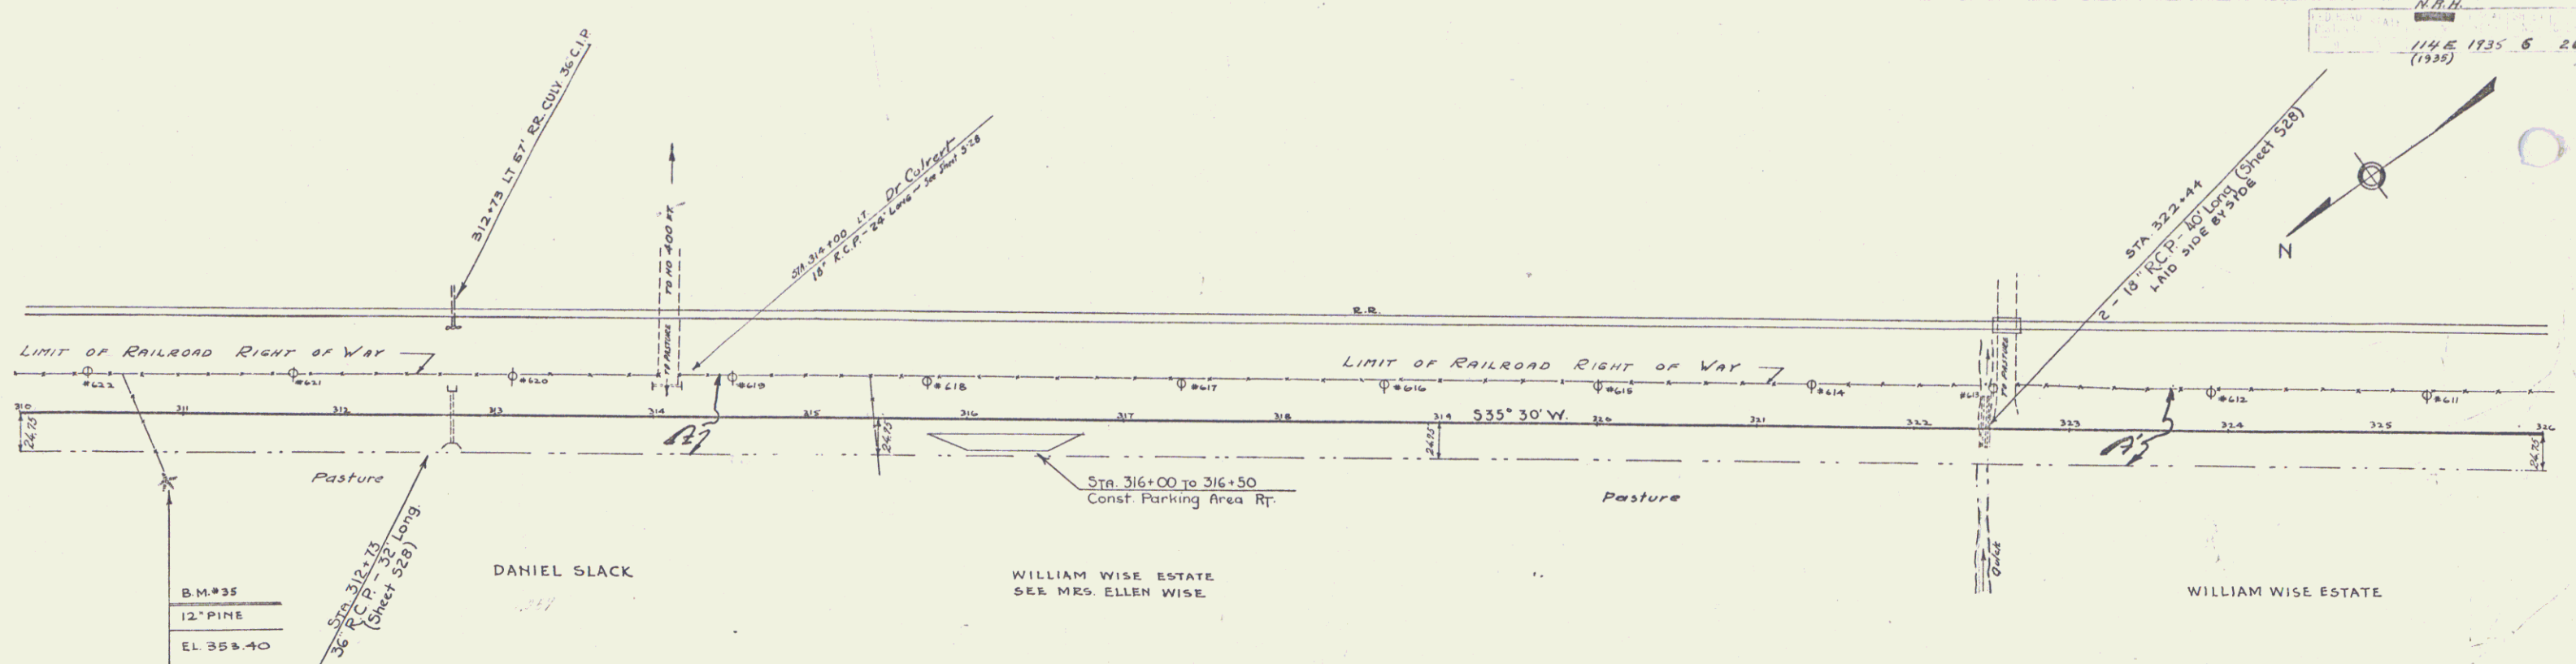 N.R.H.
114E 1935 6
(1935)
312+73 LT 57' RR. CULV. 36" C.I.P.
TO PASTURE TO NO 400 FT.
STA. 314+00 LT. Dr Culvert
18" R.C.P. - 24' Long - See Sheet S-28
STA. 322+44
2 - 18" R.C.P. - 40' Long (Sheet S28)
LAID SIDE BY SIDE
N
R.R.
LIMIT OF RAILROAD RIGHT OF WAY
LIMIT OF RAILROAD RIGHT OF WAY
TO PASTURE
#622 #621 #620 #619 #618 #617 #616 #615 #614 #613 #612 #611
310 311 312 313 314 315 316 317 318 319 320 321 322 323 324 325 326
S35° 30' W.
24.75 24.75 24.75 24.75
Pasture
STA. 316+00 TO 316+50
Const. Parking Area RT.
Pasture
STA. 312+73
36" R.C.P. - 32' Long.
(Sheet S28)
DANIEL SLACK
WILLIAM WISE ESTATE
SEE MRS. ELLEN WISE
WILLIAM WISE ESTATE
B.M.#35
12" PINE
EL. 353.40